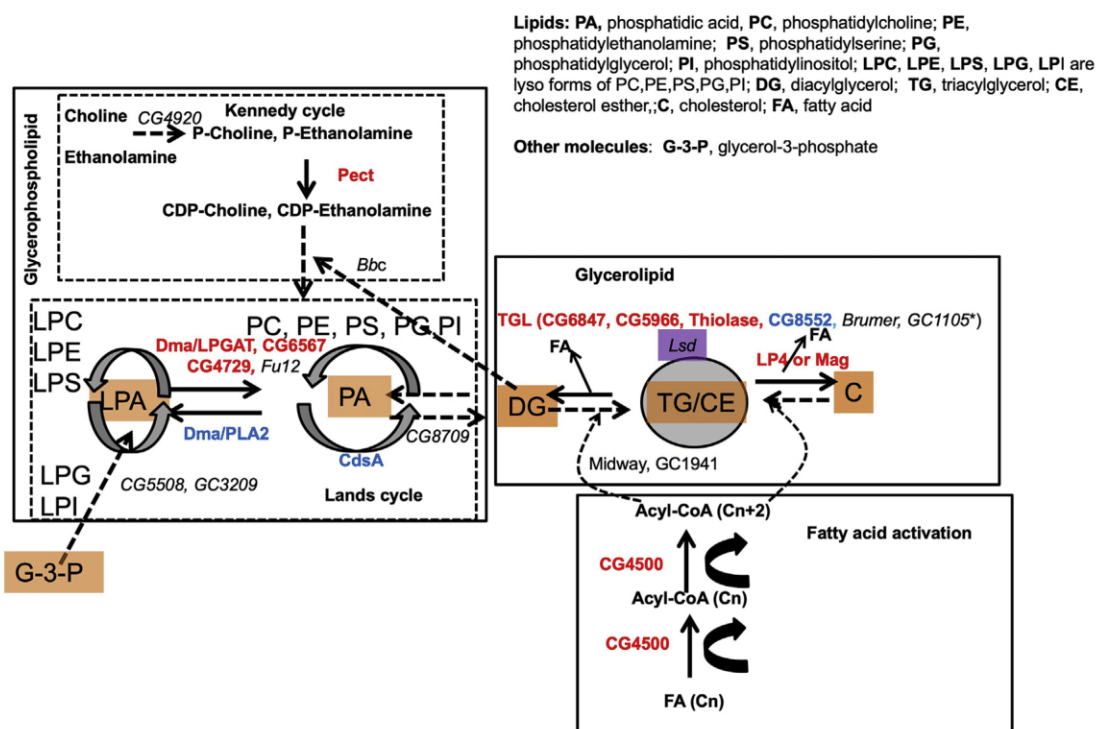 Lipids: PA, phosphatidic acid, PC, phosphatidylcholine; PE,
phosphatidylethanolamine; PS, phosphatidylserine; PG,
phosphatidylglycerol; PI, phosphatidylinositol; LPC, LPE, LPS, LPG, LPI are
lyso forms of PC,PE,PS,PG,PI; DG, diacylglycerol; TG, triacylglycerol; CE,
cholesterol esther,;C, cholesterol; FA, fatty acid
Other molecules: G-3-P, glycerol-3-phosphate
Glycerophospholipid
Kennedy cycle
Choline
CG4920
P-Choline, P-Ethanolamine
Ethanolamine
Pect
CDP-Choline, CDP-Ethanolamine
Bbc
LPC
LPE
LPS
LPA
LPG
LPI
PC, PE, PS, PG, PI
Dma/LPGAT, CG6567
CG4729, Fu12
Dma/PLA2
PA
CdsA
CG8709
CG5508, GC3209
Lands cycle
G-3-P
Glycerolipid
TGL (CG6847, CG5966, Thiolase, CG8552, Brumer, GC1105*)
FA
Lsd
FA
LP4 or Mag
DG
TG/CE
C
Midway, GC1941
Fatty acid activation
Acyl-CoA (Cn+2)
CG4500
Acyl-CoA (Cn)
CG4500
FA (Cn)